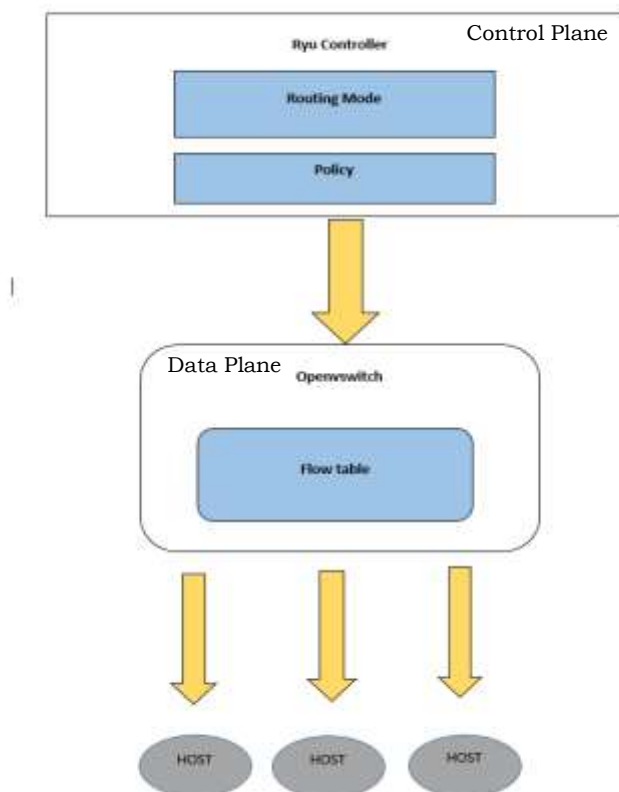 Control Plane
Ryu Controller
Routing Mode
Policy
Data Plane
Openvswitch
Flow table
HOST
HOST
HOST